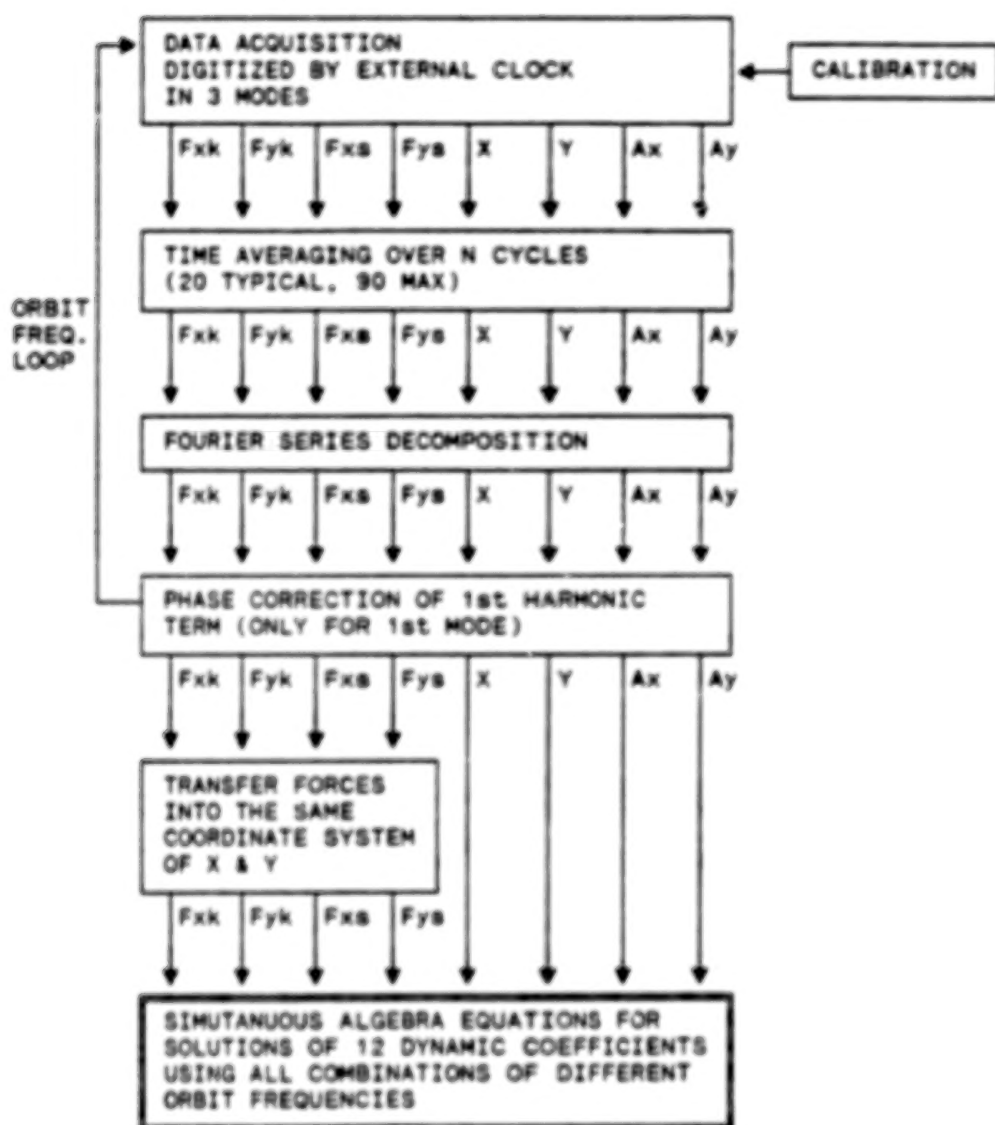 DATA ACQUISITION
DIGITIZED BY EXTERNAL CLOCK
IN 3 MODES
CALIBRATION
Fxk Fyk Fxs Fys X Y Ax Ay
TIME AVERAGING OVER N CYCLES
(20 TYPICAL, 90 MAX)
ORBIT
FREQ.
LOOP
Fxk Fyk Fxs Fys X Y Ax Ay
FOURIER SERIES DECOMPOSITION
Fxk Fyk Fxs Fys X Y Ax Ay
PHASE CORRECTION OF 1st HARMONIC
TERM (ONLY FOR 1st MODE)
Fxk Fyk Fxs Fys X Y Ax Ay
TRANSFER FORCES
INTO THE SAME
COORDINATE SYSTEM
OF X & Y
Fxk Fyk Fxs Fys
SIMUTANUOUS ALGEBRA EQUATIONS FOR
SOLUTIONS OF 12 DYNAMIC COEFFICIENTS
USING ALL COMBINATIONS OF DIFFERENT
ORBIT FREQUENCIES